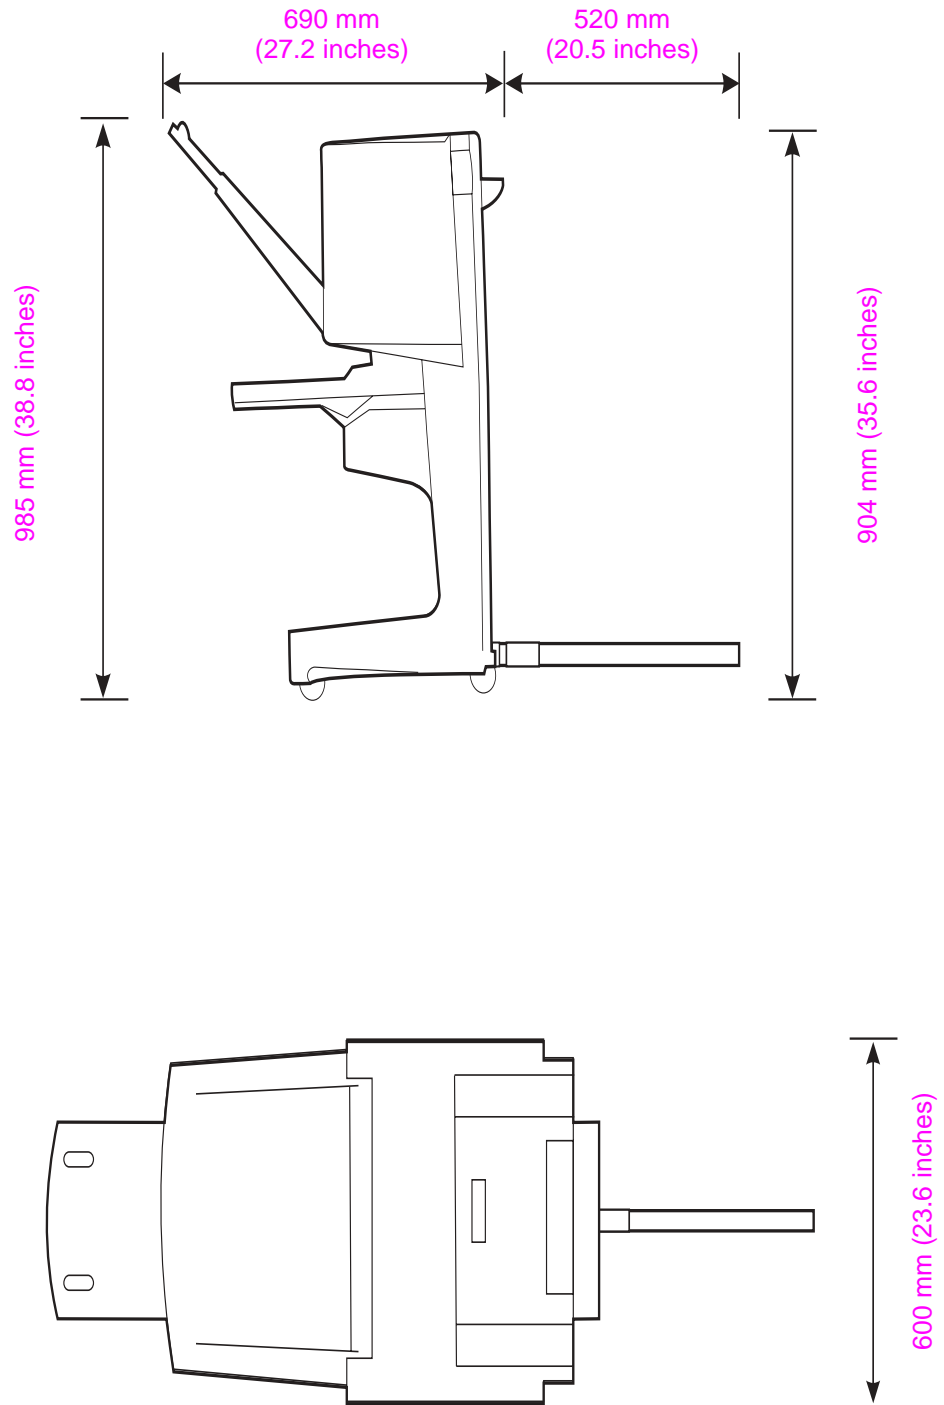 690 mm
(27.2 inches)
520 mm
(20.5 inches)
985 mm (38.8 inches)
904 mm (35.6 inches)
600 mm (23.6 inches)